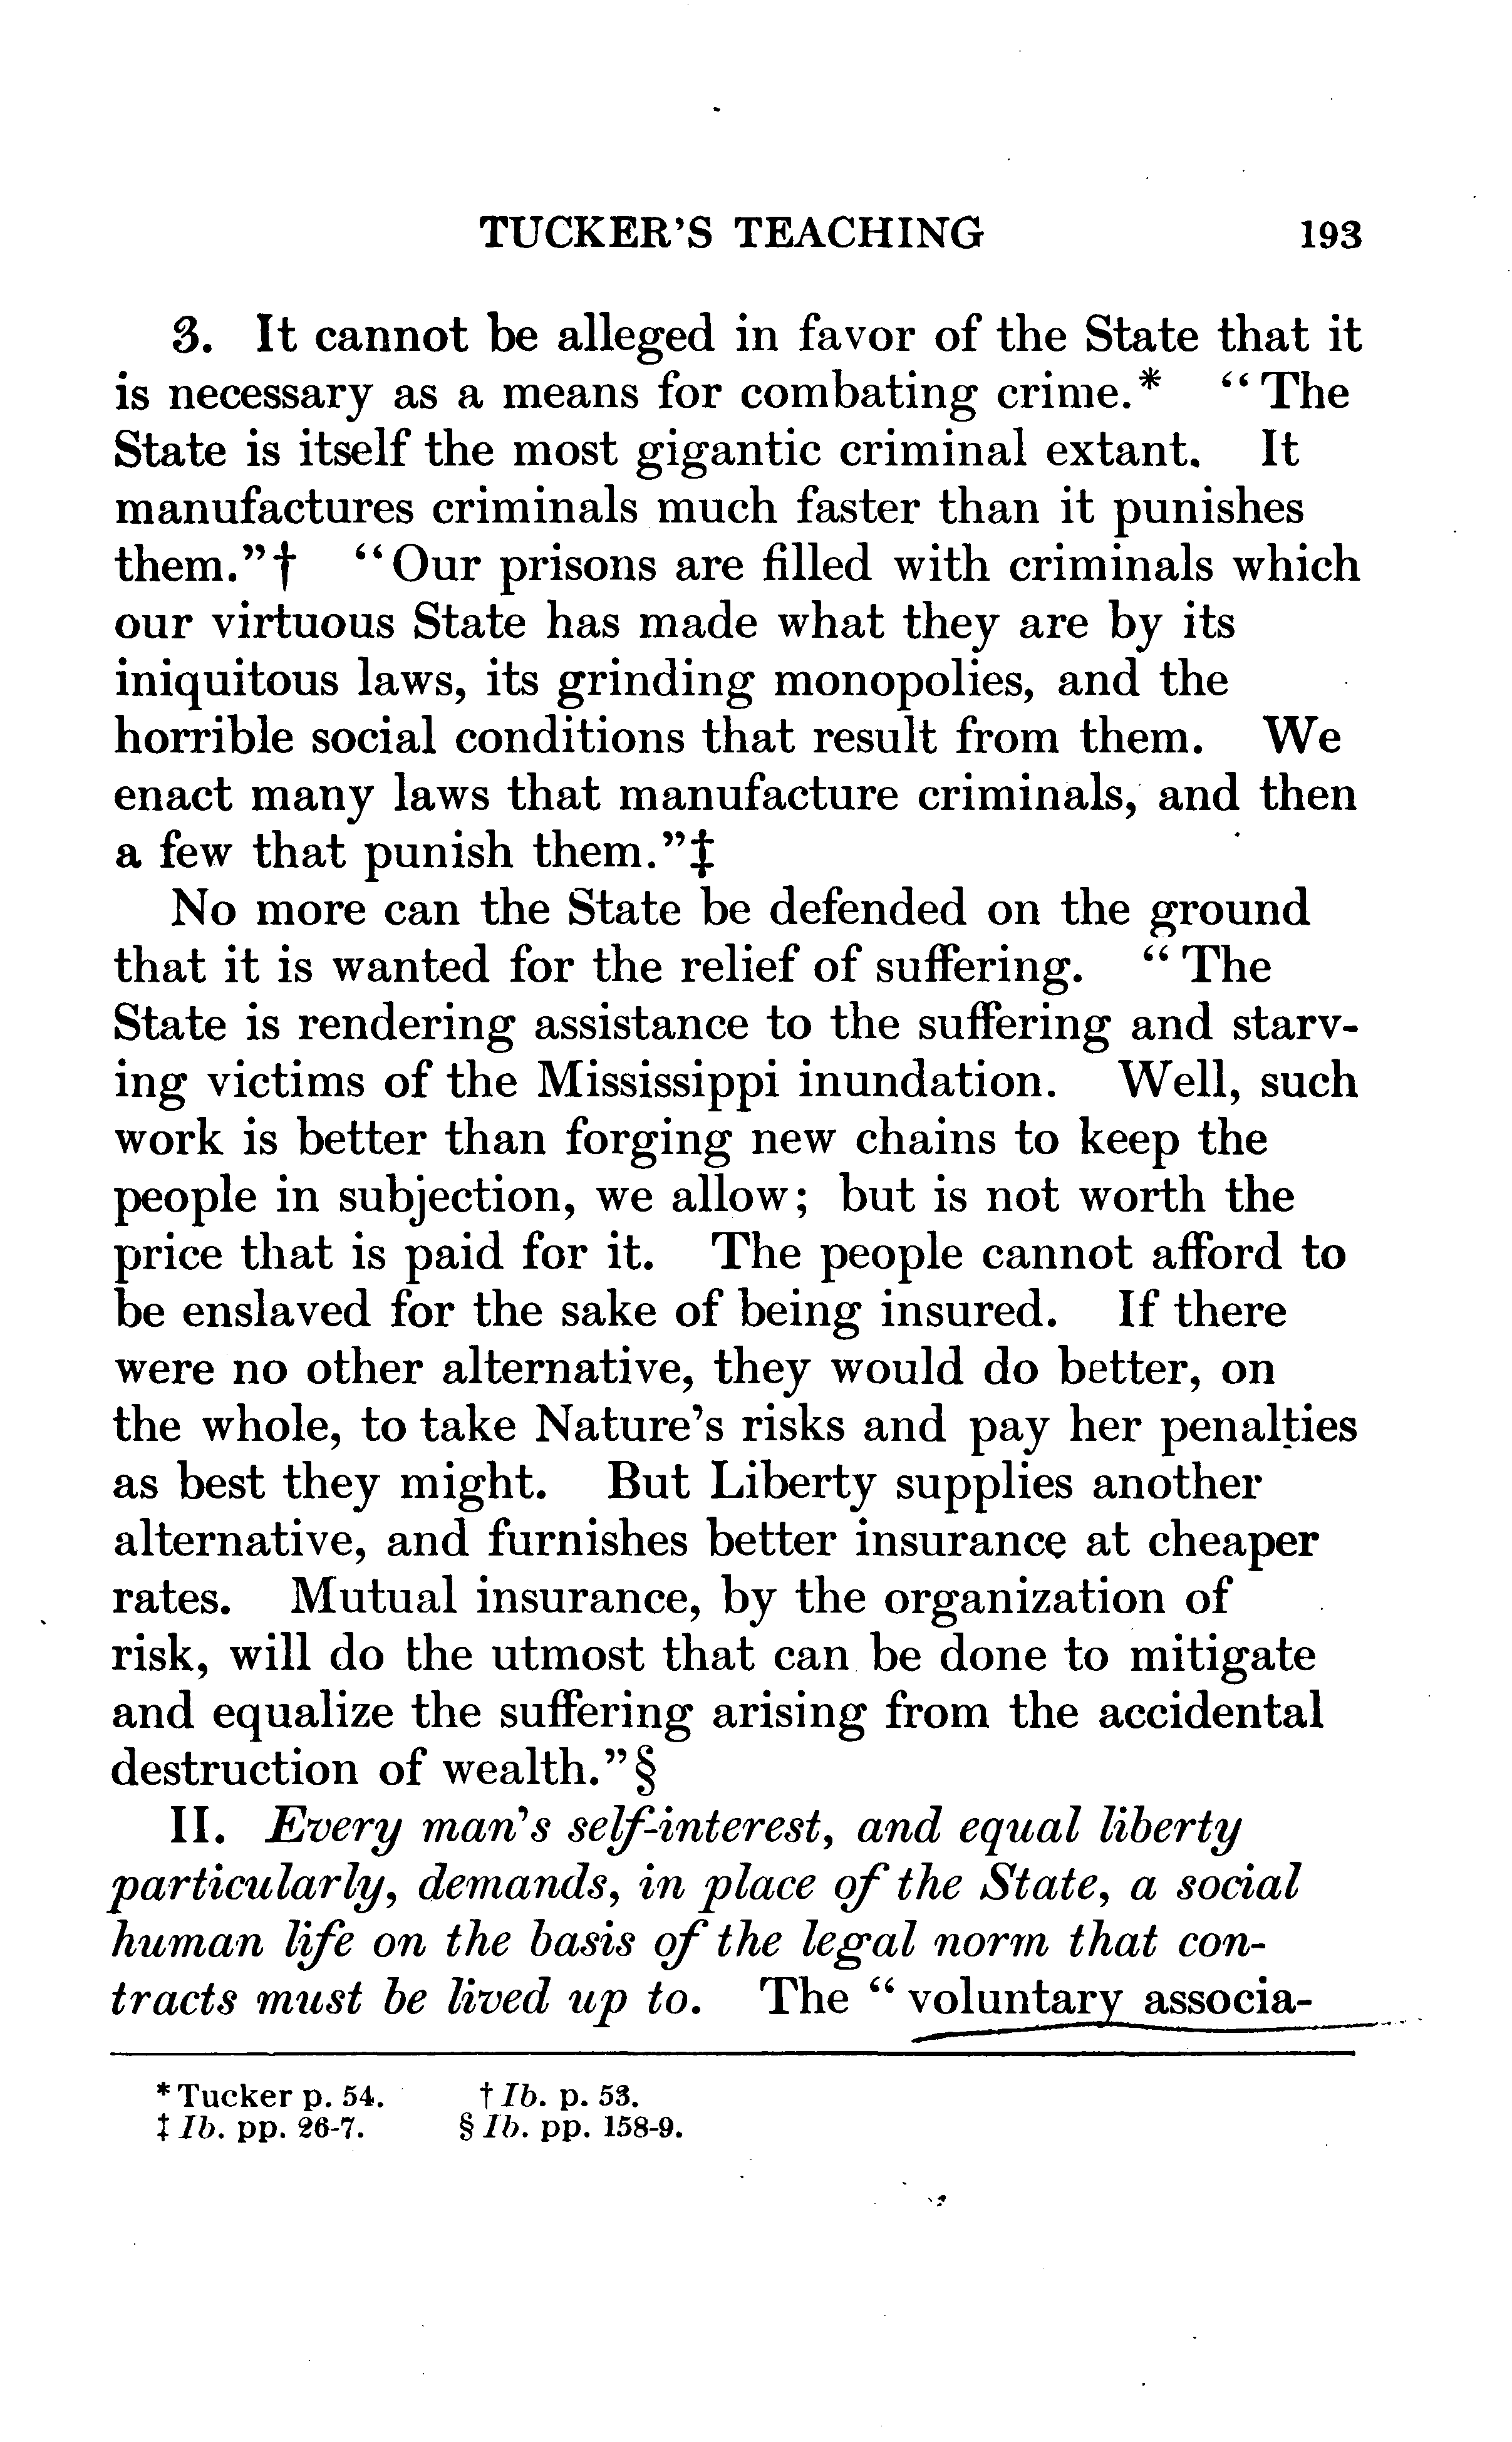 TUCKER'S TEACHING 193
3. It cannot be alleged in favor of the State that it
is necessary as a means for combating crime.* “The
State is itself the most gigantic criminal extant. It
manufactures criminals much faster than it punishes
them.”† “Our prisons are filled with criminals which
our virtuous State has made what they are by its
iniquitous laws, its grinding monopolies, and the
horrible social conditions that result from them. We
enact many laws that manufacture criminals, and then
a few that punish them.”‡
No more can the State be defended on the ground
that it is wanted for the relief of suffering. “The
State is rendering assistance to the suffering and starv-
ing victims of the Mississippi inundation. Well, such
work is better than forging new chains to keep the
people in subjection, we allow; but is not worth the
price that is paid for it. The people cannot afford to
be enslaved for the sake of being insured. If there
were no other alternative, they would do better, on
the whole, to take Nature's risks and pay her penalties
as best they might. But Liberty supplies another
alternative, and furnishes better insurance at cheaper
rates. Mutual insurance, by the organization of
risk, will do the utmost that can be done to mitigate
and equalize the suffering arising from the accidental
destruction of wealth.”§
II. Every man's self-interest, and equal liberty
particularly, demands, in place of the State, a social
human life on the basis of the legal norm that con-
tracts must be lived up to. The “voluntary associa-
*Tucker p. 54. †Ib. p. 53.
‡Ib. pp. 26-7. §Ib. pp. 158-9.